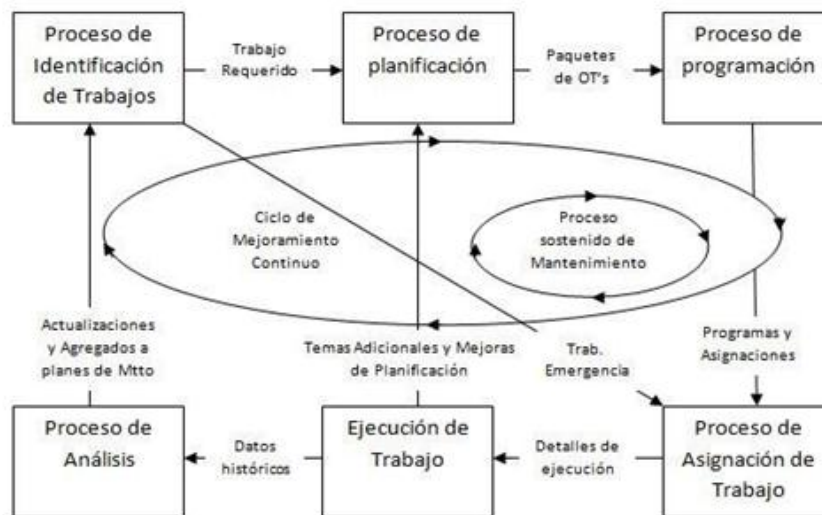 Proceso de
Identificación
de Trabajos
Trabajo
Requerido
Proceso de
planificación
Paquetes
de OT's
Proceso de
programación
Ciclo de
Mejoramiento
Continuo
Proceso
sostenido de
Mantenimiento
Actualizaciones
y Agregados a
planes de Mtto
Temas Adicionales y Mejoras
de Planificación
Trab.
Emergencia
Programas y
Asignaciones
Proceso de
Análisis
Datos
históricos
Ejecución de
Trabajo
Detalles de
ejecución
Proceso de
Asignación de
Trabajo